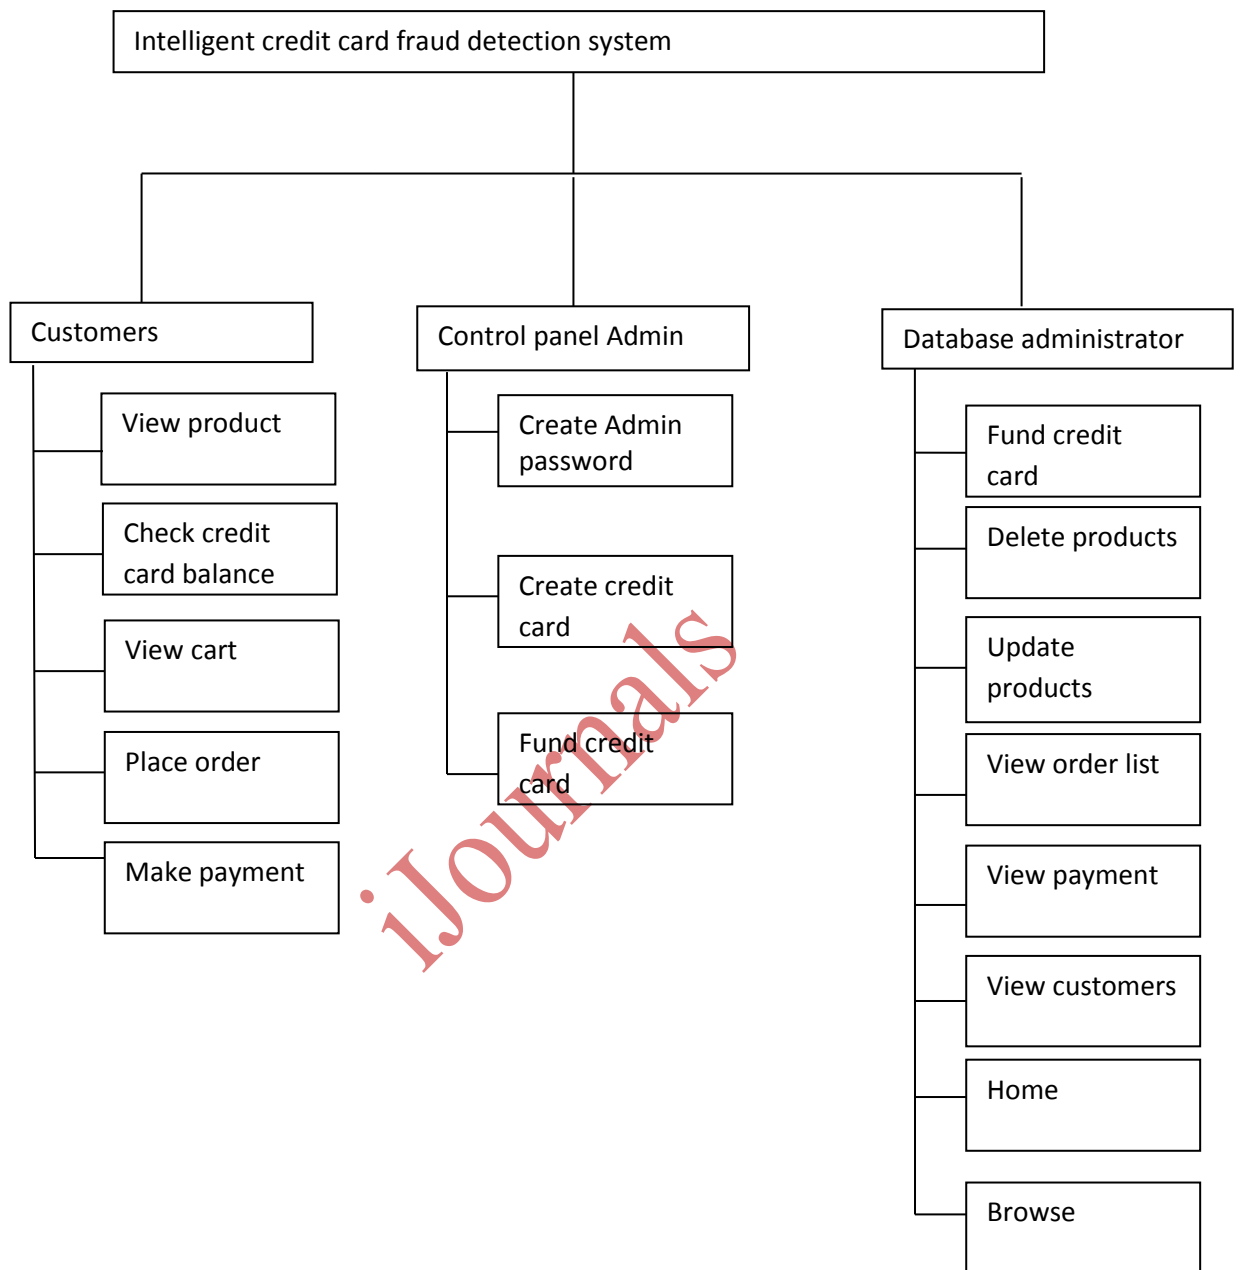 Intelligent credit card fraud detection system
Customers
View product
Check credit
card balance
View cart
Place order
Make payment
Control panel Admin
Create Admin
password
Create credit
card
Fund credit
card
Database administrator
Fund credit
card
Delete products
Update
products
View order list
View payment
View customers
Home
Browse
iJournals